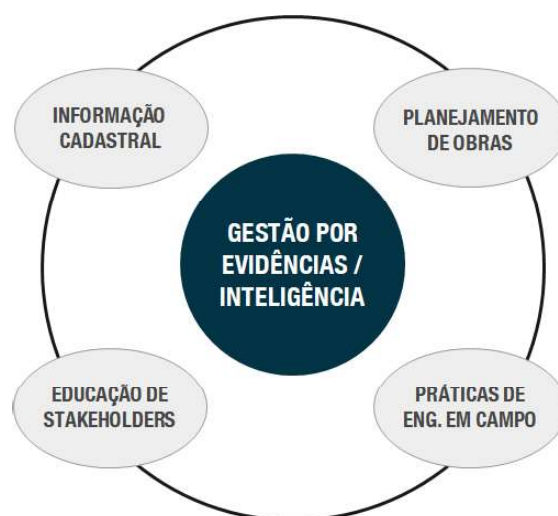 INFORMAÇÃO
CADASTRAL
PLANEJAMENTO
DE OBRAS
GESTÃO POR
EVIDÊNCIAS /
INTELIGÊNCIA
EDUCAÇÃO DE
STAKEHOLDERS
PRÁTICAS DE
ENG. EM CAMPO